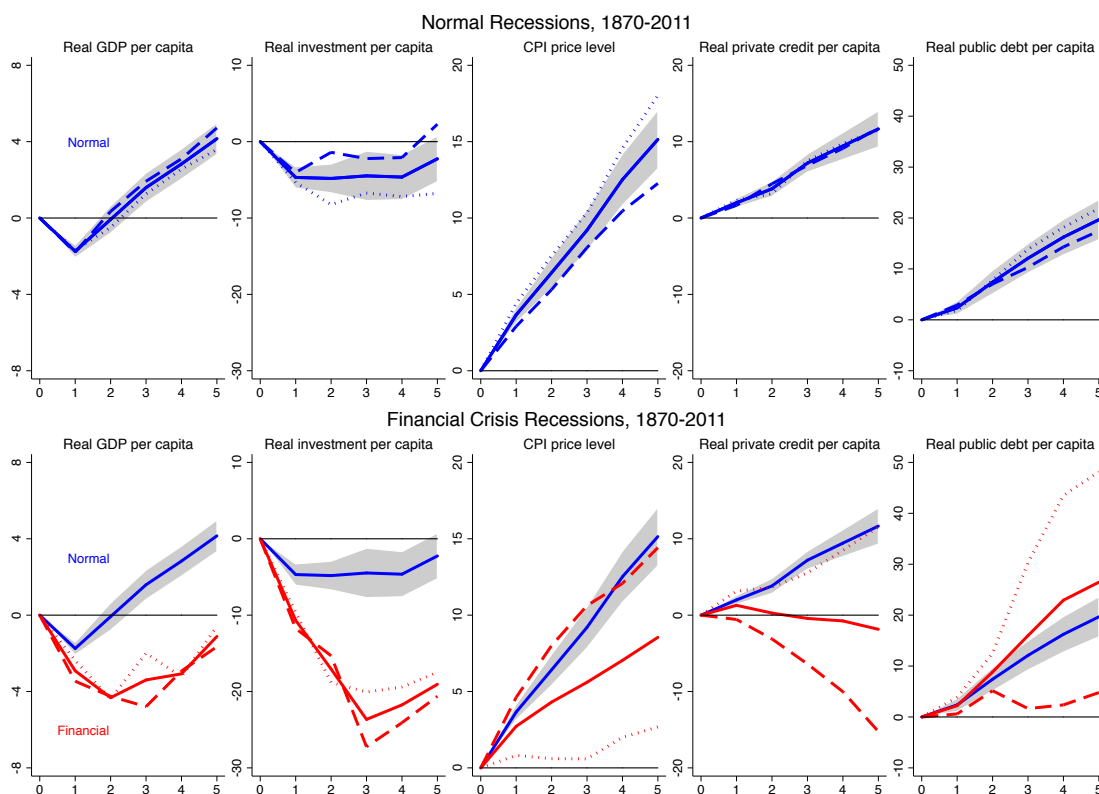 Normal Recessions, 1870-2011
Real GDP per capita
Real investment per capita
CPI price level
Real private credit per capita
Real public debt per capita
8
4
0
-4
-8
Normal
0 1 2 3 4 5
10
0
-10
-20
-30
0 1 2 3 4 5
20
15
10
5
0
0 1 2 3 4 5
20
10
0
-10
-20
0 1 2 3 4 5
50
40
30
20
10
0
-10
0 1 2 3 4 5
Financial Crisis Recessions, 1870-2011
Real GDP per capita
Real investment per capita
CPI price level
Real private credit per capita
Real public debt per capita
8
4
0
-4
-8
Normal
Financial
0 1 2 3 4 5
10
0
-10
-20
-30
0 1 2 3 4 5
20
15
10
5
0
0 1 2 3 4 5
20
10
0
-10
-20
0 1 2 3 4 5
50
40
30
20
10
0
-10
0 1 2 3 4 5